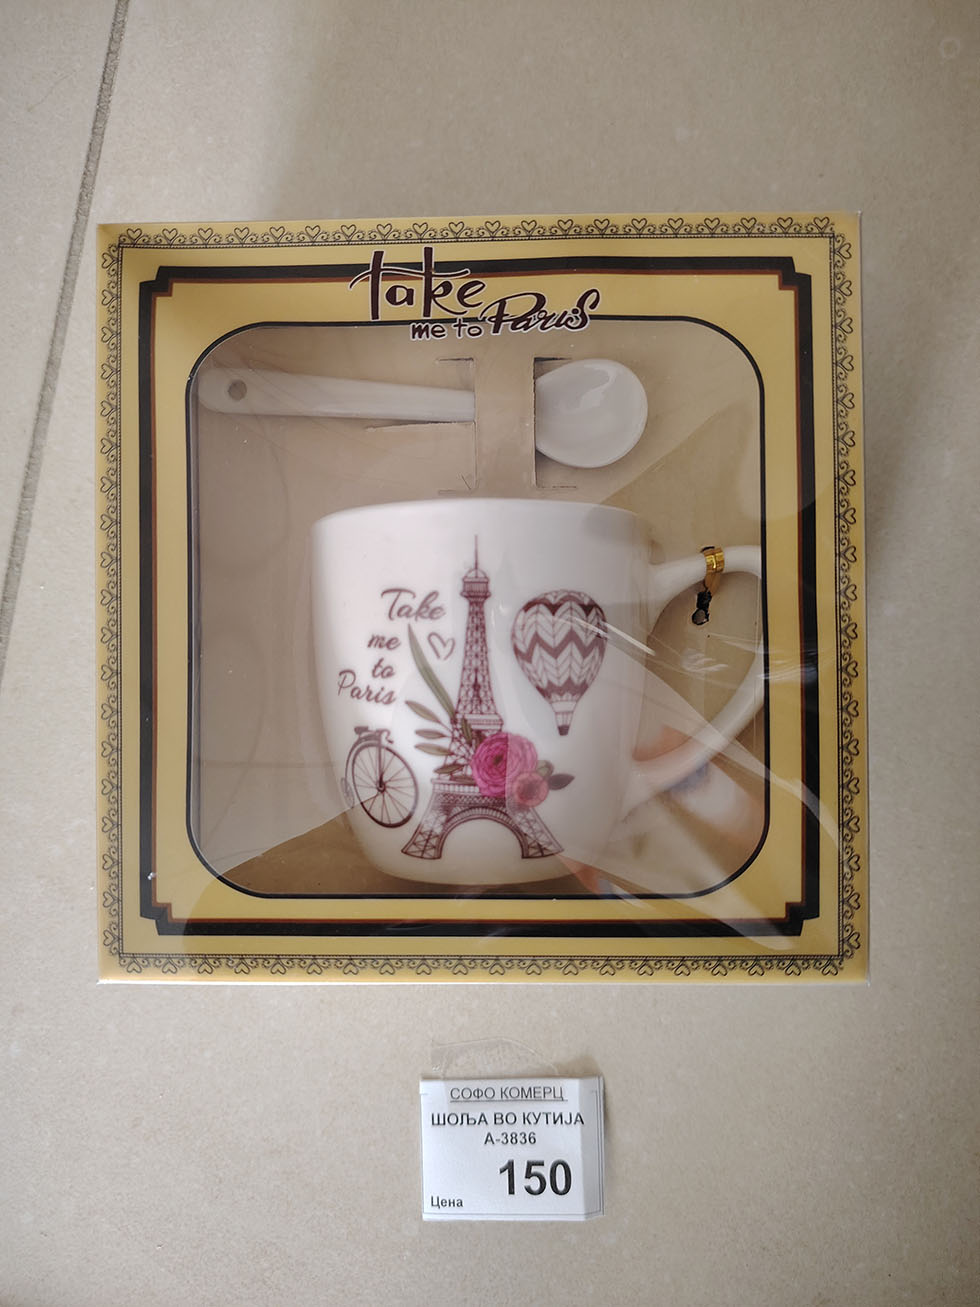 take
me to Paris
Take
me
to
Paris
СОФО КОМЕРЦ
ШОЉА ВО КУТИЈА
А-3836
150
Цена